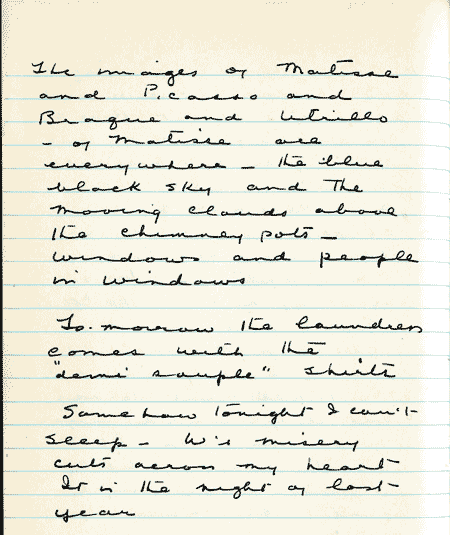 The images of Matisse
and Picasso and
Braque and Utrillo
- of Matisse are
everywhere - the blue
black sky and the
moving clouds above
the chimney pots -
windows and people
in windows
To-morrow the laundress
comes with the
"demi souple" shirts
Somehow tonight I can't
sleep - W's misery
cuts across my heart
It is the night of last
year